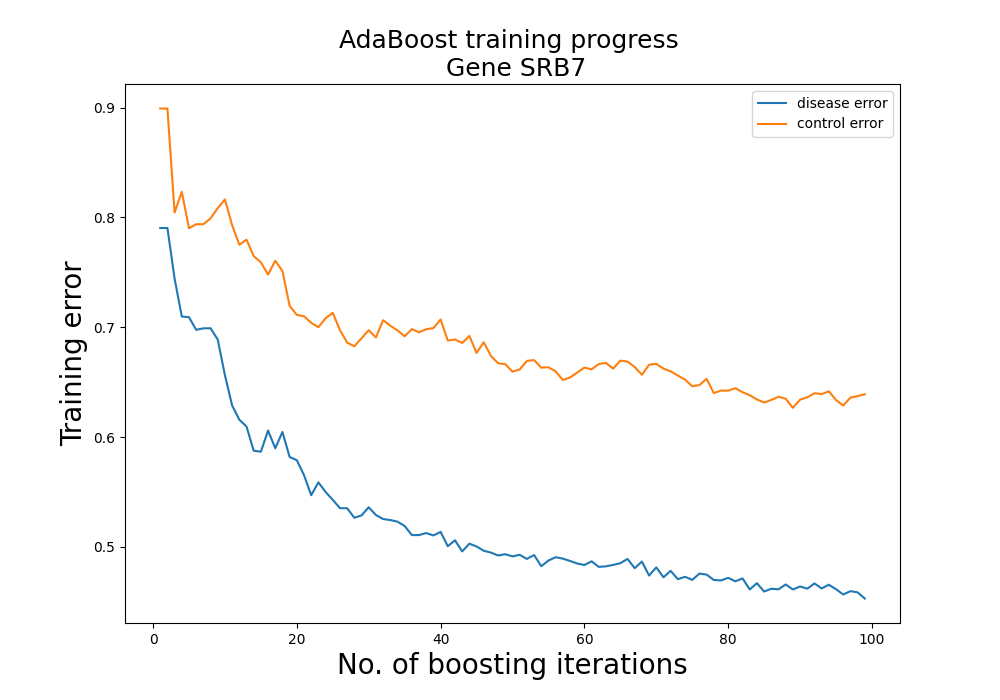 AdaBoost training progress
Gene SRB7
disease error
control error
Training error
0.9
0.8
0.7
0.6
0.5
0
20
40
60
80
100
No. of boosting iterations